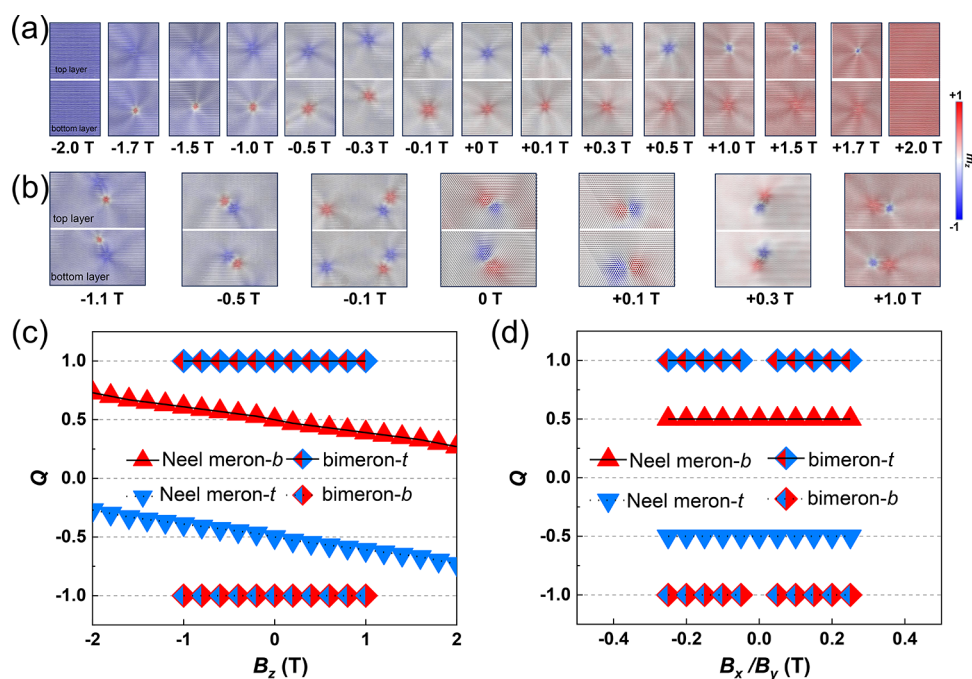 (a)
top layer
bottom layer
-2.0 T -1.7 T -1.5 T -1.0 T -0.5 T -0.3 T -0.1 T +0 T +0.1 T +0.3 T +0.5 T +1.0 T +1.5 T +1.7 T +2.0 T
+1
m_z
-1
(b)
top layer
bottom layer
-1.1 T -0.5 T -0.1 T 0 T +0.1 T +0.3 T +1.0 T
(c)
1.0
0.5
0.0
-0.5
-1.0
Q
Neel meron-b bimeron-t
Neel meron-t bimeron-b
-2 -1 0 1 2
B_z (T)
(d)
1.0
0.5
0.0
-0.5
-1.0
Q
Neel meron-b bimeron-t
Neel meron-t bimeron-b
-0.4 -0.2 0.0 0.2 0.4
B_x /B_y (T)